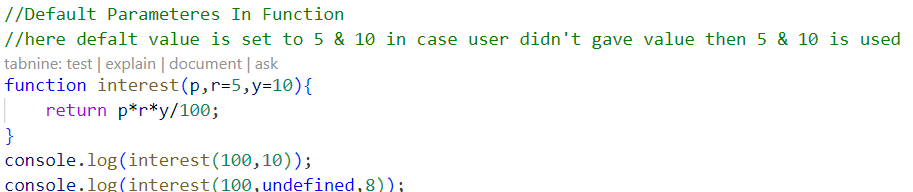 //Default Parameteres In Function
//here defalt value is set to 5 & 10 in case user didn't gave value then 5 & 10 is used
tabnine: test | explain | document | ask
function interest(p,r=5,y=10){
    return p*r*y/100;
}
console.log(interest(100,10));
console.log(interest(100,undefined,8));